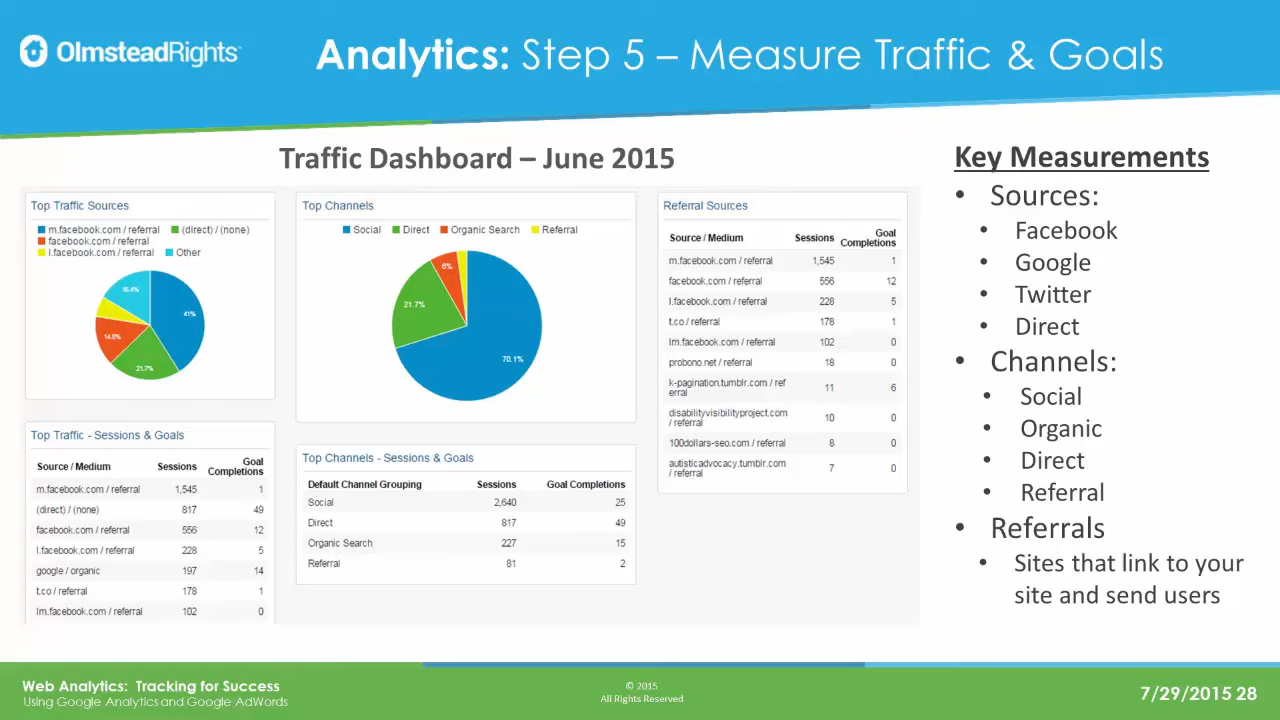 OlmsteadRights
Analytics: Step 5 – Measure Traffic & Goals
Traffic Dashboard – June 2015
Top Traffic Sources
m.facebook.com / referral (direct) / (none)
facebook.com / referral
l.facebook.com / referral Other
41%
21.7%
14.8%
16.4%
Top Traffic - Sessions & Goals
Source / Medium Sessions Goal Completions
m.facebook.com / referral 1,545 1
(direct) / (none) 817 49
facebook.com / referral 556 12
l.facebook.com / referral 228 5
google / organic 197 14
t.co / referral 178 1
lm.facebook.com / referral 102 0
Top Channels
Social Direct Organic Search Referral
70.1%
21.7%
6%
Top Channels - Sessions & Goals
Default Channel Grouping Sessions Goal Completions
Social 2,640 25
Direct 817 49
Organic Search 227 15
Referral 81 2
Referral Sources
Source / Medium Sessions Goal Completions
m.facebook.com / referral 1,545 1
facebook.com / referral 556 12
l.facebook.com / referral 228 5
t.co / referral 178 1
lm.facebook.com / referral 102 0
probono.net / referral 18 0
k-pagination.tumblr.com / ref
erral 11 6
disabilityvisibilityproject.com
/ referral 10 0
100dollars-seo.com / referral 8 0
autisticadvocacy.tumblr.com
/ referral 7 0
Key Measurements
• Sources:
• Facebook
• Google
• Twitter
• Direct
• Channels:
• Social
• Organic
• Direct
• Referral
• Referrals
• Sites that link to your
site and send users
Web Analytics: Tracking for Success
Using Google Analytics and Google AdWords
© 2015
All Rights Reserved
7/29/2015 28